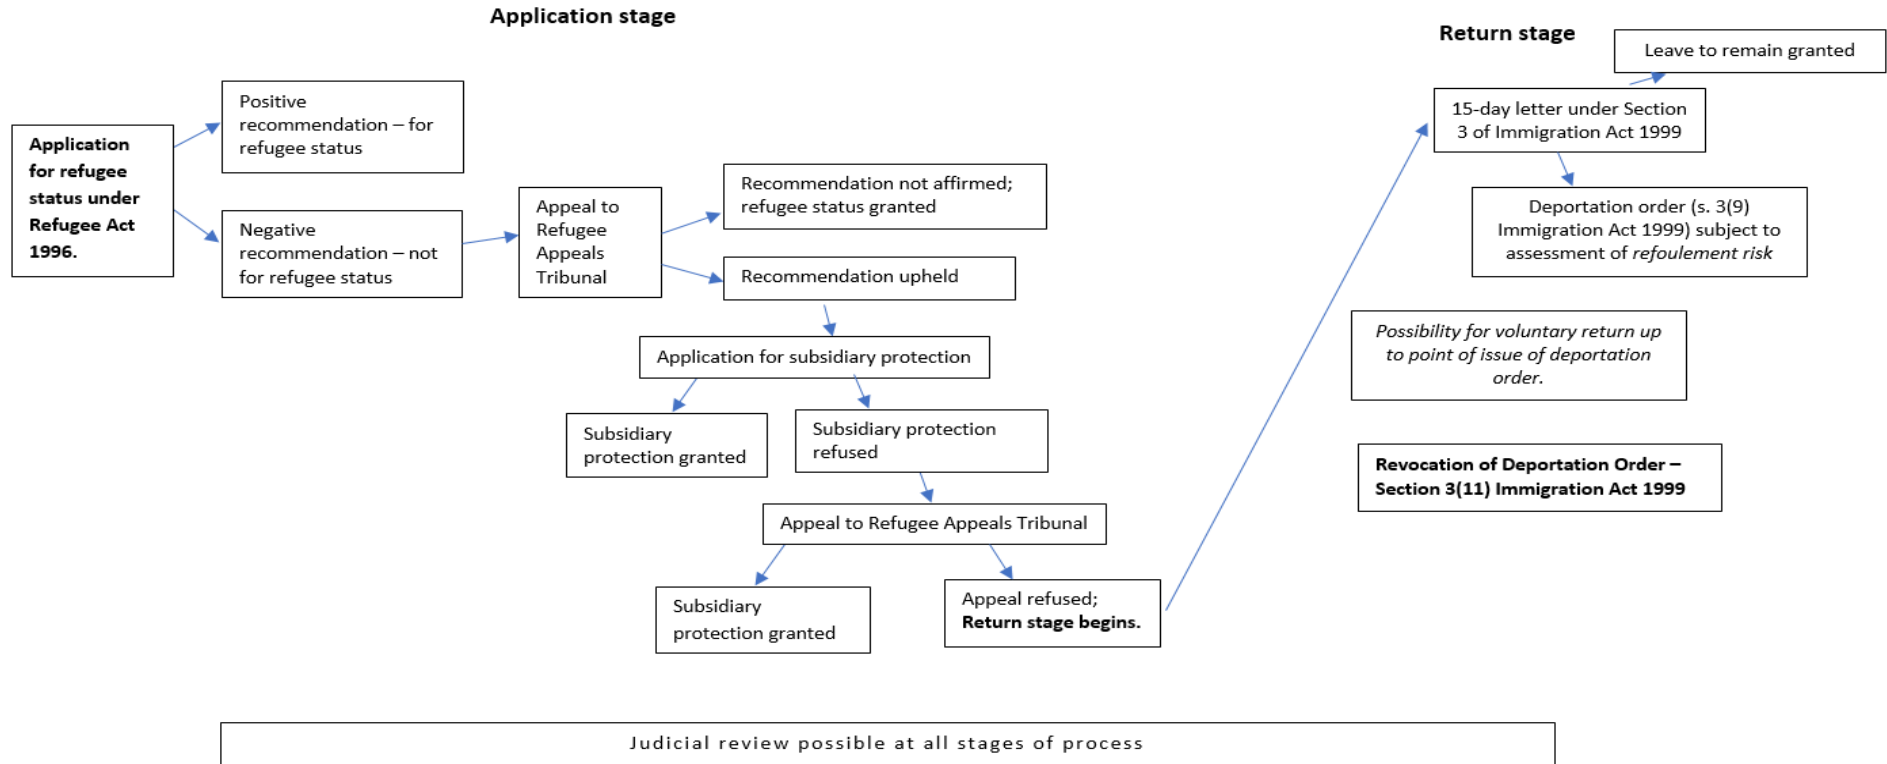 Application stage
Return stage
Leave to remain granted
Positive
recommendation – for
refugee status
15-day letter under Section
3 of Immigration Act 1999
Application
for refugee
status under
Refugee Act
1996.
Recommendation not affirmed;
refugee status granted
Appeal to
Refugee
Appeals
Tribunal
Deportation order (s. 3(9)
Immigration Act 1999) subject to
assessment of refoulement risk
Negative
recommendation – not
for refugee status
Recommendation upheld
Possibility for voluntary return up
to point of issue of deportation
order.
Application for subsidiary protection
Subsidiary
protection granted
Subsidiary protection
refused
Revocation of Deportation Order –
Section 3(11) Immigration Act 1999
Appeal to Refugee Appeals Tribunal
Subsidiary
protection granted
Appeal refused;
Return stage begins.
Judicial review possible at all stages of process